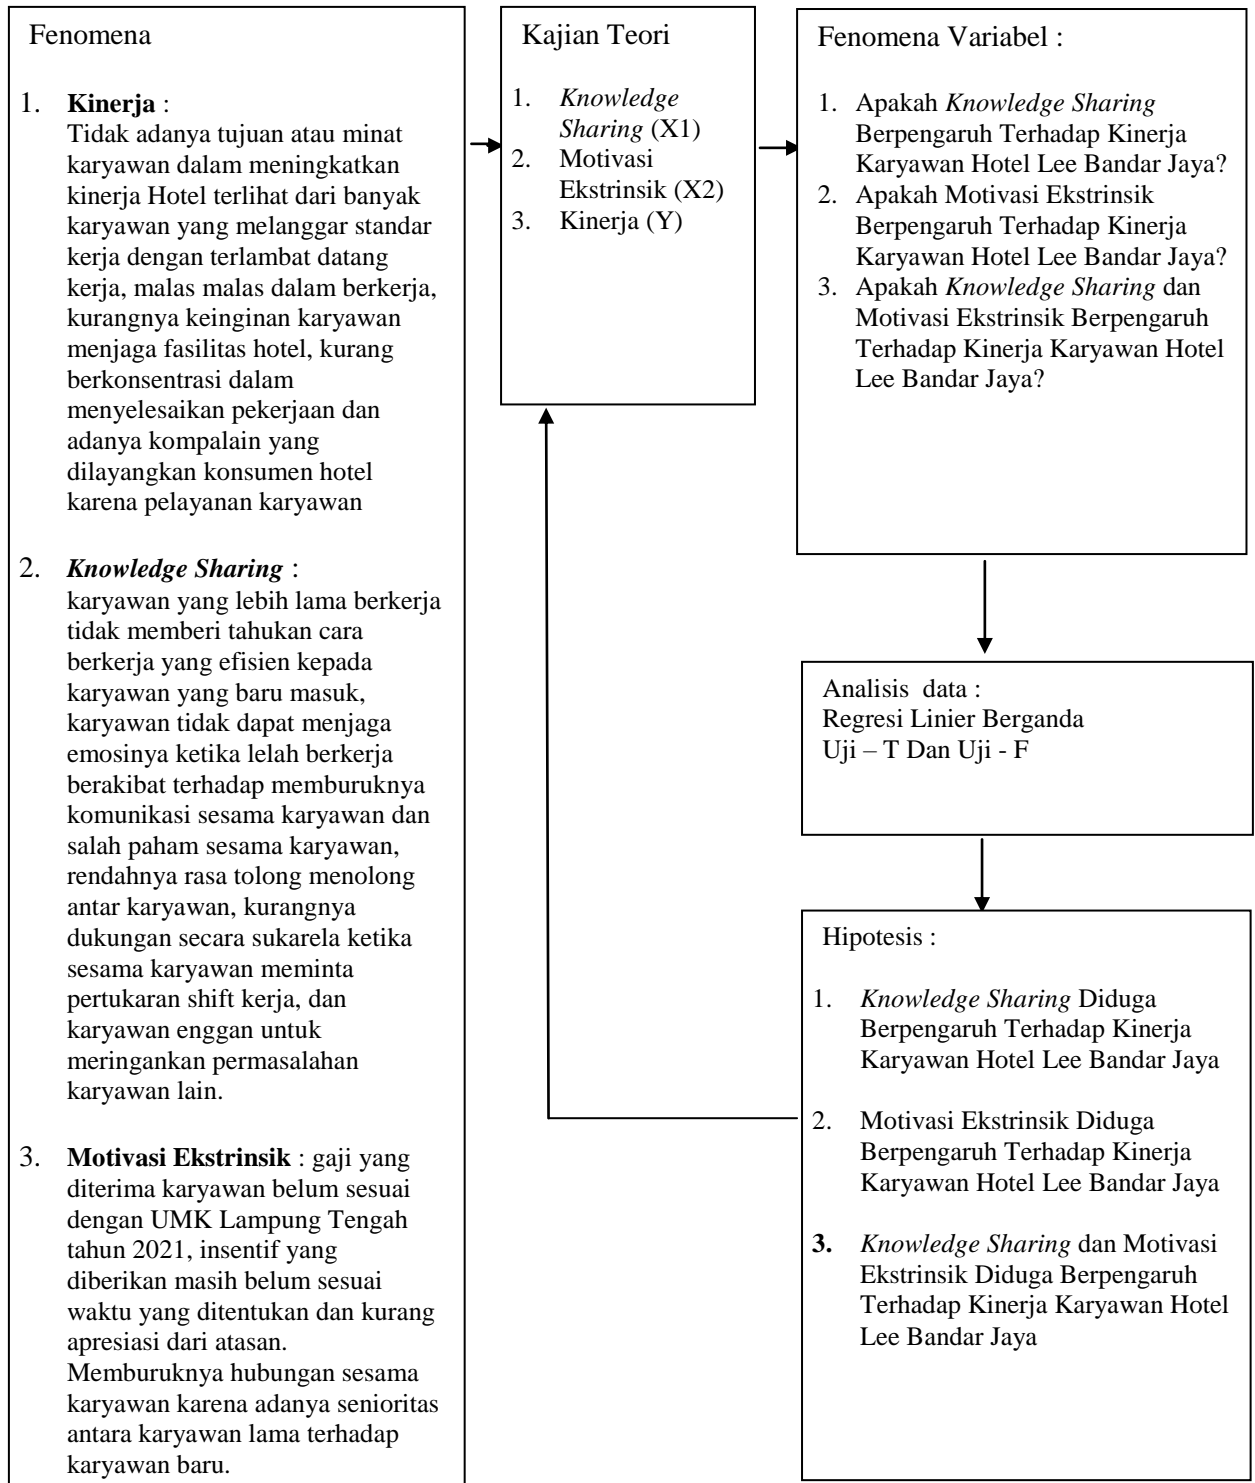 Fenomena
1. Kinerja :
Tidak adanya tujuan atau minat
karyawan dalam meningkatkan
kinerja Hotel terlihat dari banyak
karyawan yang melanggar standar
kerja dengan terlambat datang
kerja, malas malas dalam berkerja,
kurangnya keinginan karyawan
menjaga fasilitas hotel, kurang
berkonsentrasi dalam
menyelesaikan pekerjaan dan
adanya kompalain yang
dilayangkan konsumen hotel
karena pelayanan karyawan
2. Knowledge Sharing :
karyawan yang lebih lama berkerja
tidak memberi tahukan cara
berkerja yang efisien kepada
karyawan yang baru masuk,
karyawan tidak dapat menjaga
emosinya ketika lelah berkerja
berakibat terhadap memburuknya
komunikasi sesama karyawan dan
salah paham sesama karyawan,
rendahnya rasa tolong menolong
antar karyawan, kurangnya
dukungan secara sukarela ketika
sesama karyawan meminta
pertukaran shift kerja, dan
karyawan enggan untuk
meringankan permasalahan
karyawan lain.
3. Motivasi Ekstrinsik : gaji yang
diterima karyawan belum sesuai
dengan UMK Lampung Tengah
tahun 2021, insentif yang
diberikan masih belum sesuai
waktu yang ditentukan dan kurang
apresiasi dari atasan.
Memburuknya hubungan sesama
karyawan karena adanya senioritas
antara karyawan lama terhadap
karyawan baru.
Kajian Teori
1. Knowledge
Sharing (X1)
2. Motivasi
Ekstrinsik (X2)
3. Kinerja (Y)
Fenomena Variabel :
1. Apakah Knowledge Sharing
Berpengaruh Terhadap Kinerja
Karyawan Hotel Lee Bandar Jaya?
2. Apakah Motivasi Ekstrinsik
Berpengaruh Terhadap Kinerja
Karyawan Hotel Lee Bandar Jaya?
3. Apakah Knowledge Sharing dan
Motivasi Ekstrinsik Berpengaruh
Terhadap Kinerja Karyawan Hotel
Lee Bandar Jaya?
Analisis data :
Regresi Linier Berganda
Uji – T Dan Uji - F
Hipotesis :
1. Knowledge Sharing Diduga
Berpengaruh Terhadap Kinerja
Karyawan Hotel Lee Bandar Jaya
2. Motivasi Ekstrinsik Diduga
Berpengaruh Terhadap Kinerja
Karyawan Hotel Lee Bandar Jaya
3. Knowledge Sharing dan Motivasi
Ekstrinsik Diduga Berpengaruh
Terhadap Kinerja Karyawan Hotel
Lee Bandar Jaya